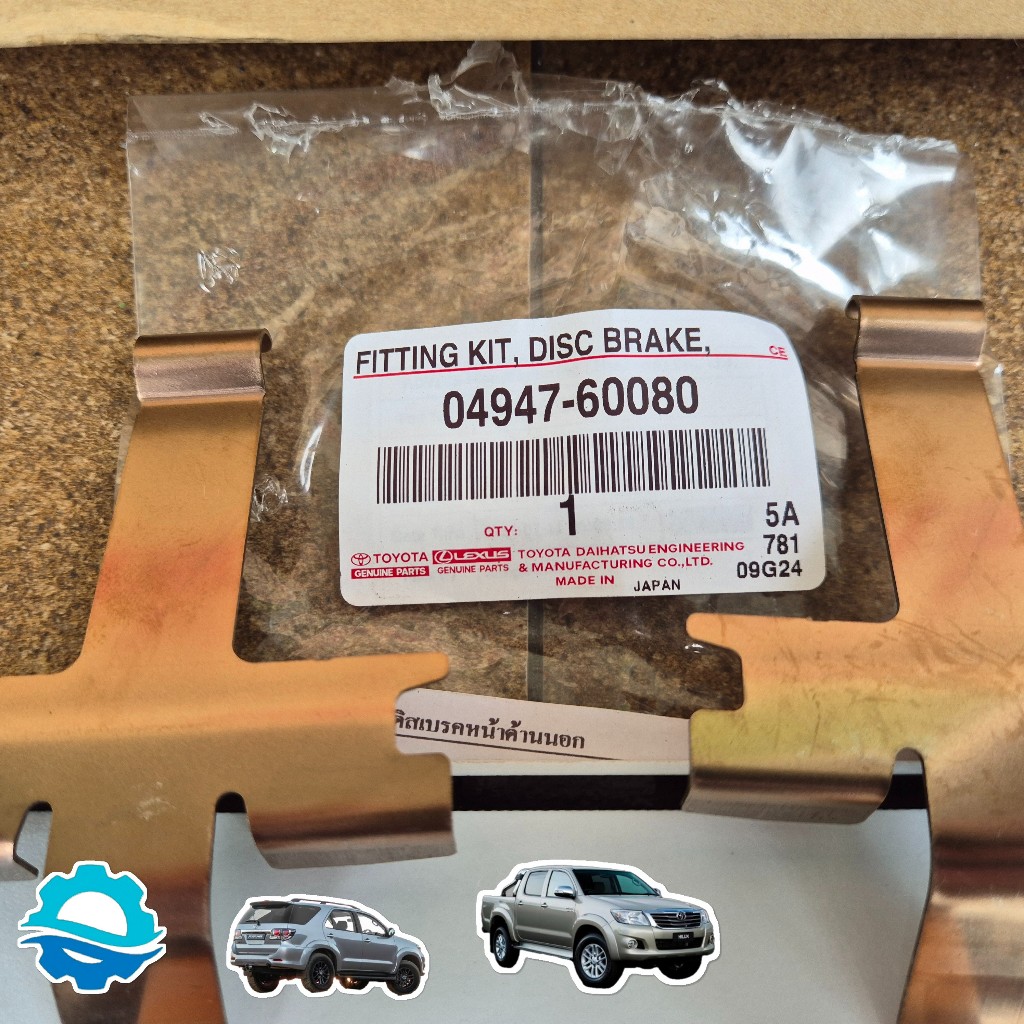 FITTING KIT, DISC BRAKE,
CE
04947-60080
QTY: 1
5A
781
09G24
TOYOTA
GENUINE PARTS
LEXUS
GENUINE PARTS
TOYOTA DAIHATSU ENGINEERING
& MANUFACTURING CO.,LTD.
MADE IN JAPAN
ดิสเบรคหน้าด้านนอก